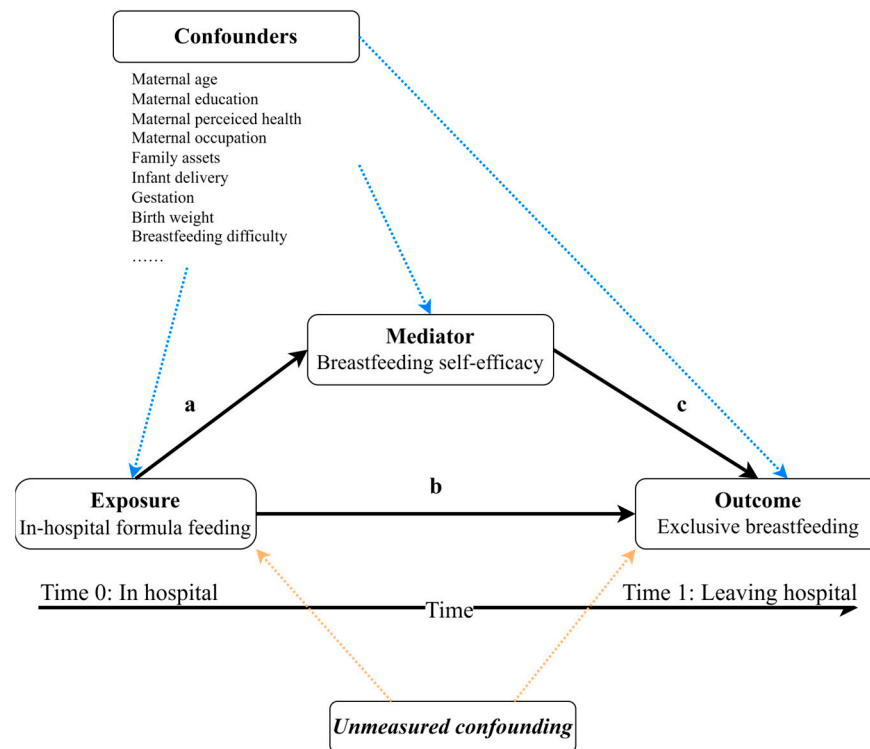 Confounders
Maternal age
Maternal education
Maternal perceiced health
Maternal occupation
Family assets
Infant delivery
Gestation
Birth weight
Breastfeeding difficulty
……
Mediator
Breastfeeding self-efficacy
a
c
b
Exposure
In-hospital formula feeding
Outcome
Exclusive breastfeeding
Time 0: In hospital
Time 1: Leaving hospital
Time
Unmeasured confounding